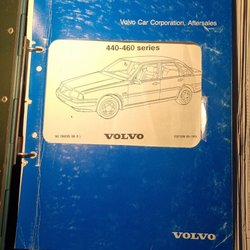 Volvo Car Corporation, Aftersales
440-460 series
VOLVO
VOLVO